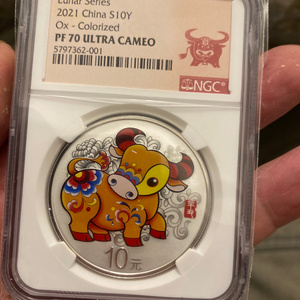 Lunar Series
2021 China S10Y
Ox - Colorized
PF 70 ULTRA CAMEO
5797362-001
NGC
10元